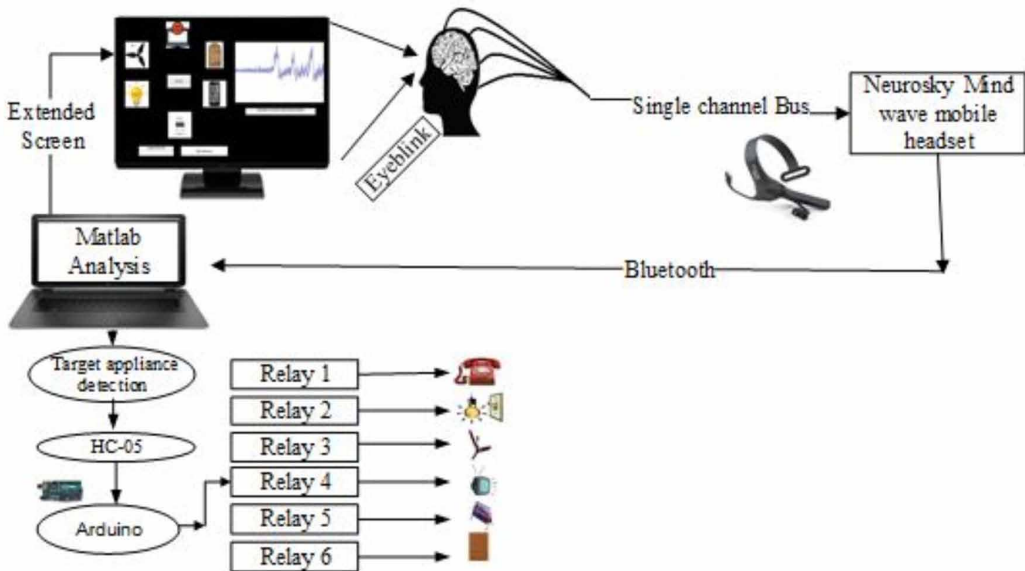 Extended
Screen
Eyeblink
Single channel Bus
Neurosky Mind
wave mobile
headset
Matlab
Analysis
Bluetooth
Target appliance
detection
HC-05
Arduino
Relay 1
Relay 2
Relay 3
Relay 4
Relay 5
Relay 6